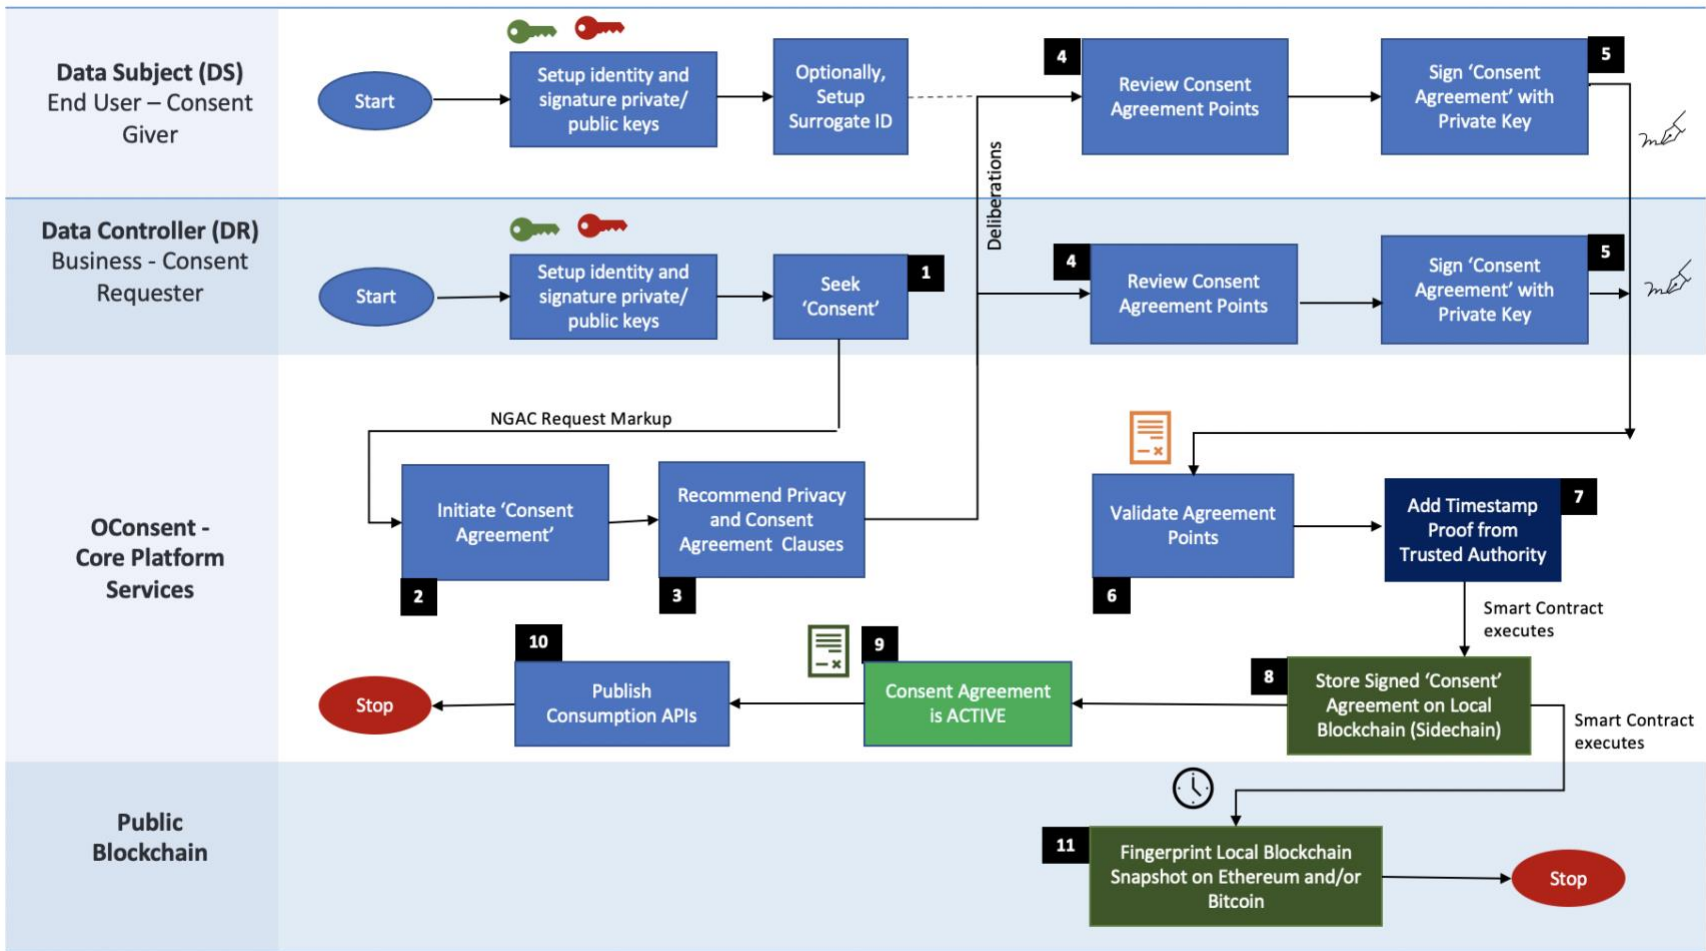 Data Subject (DS)
End User – Consent
Giver
Start
Setup identity and
signature private/
public keys
Optionally,
Setup
Surrogate ID
4
Review Consent
Agreement Points
5
Sign ‘Consent
Agreement’ with
Private Key
Deliberations
Data Controller (DR)
Business - Consent
Requester
Start
Setup identity and
signature private/
public keys
1
Seek
‘Consent’
4
Review Consent
Agreement Points
5
Sign ‘Consent
Agreement’ with
Private Key
NGAC Request Markup
OConsent -
Core Platform
Services
Initiate ‘Consent
Agreement’
2
Recommend Privacy
and Consent
Agreement Clauses
3
Validate Agreement
Points
6
7
Add Timestamp
Proof from
Trusted Authority
Smart Contract
executes
8
Store Signed ‘Consent’
Agreement on Local
Blockchain (Sidechain)
Smart Contract
executes
9
Consent Agreement
is ACTIVE
10
Publish
Consumption APIs
Stop
Public
Blockchain
11
Fingerprint Local Blockchain
Snapshot on Ethereum and/or
Bitcoin
Stop